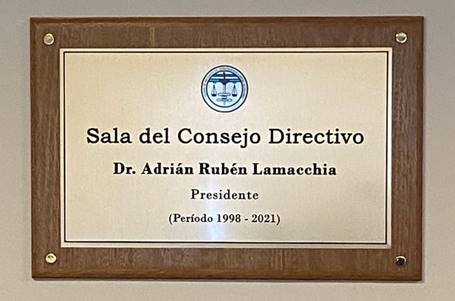 Sala del Consejo Directivo
Dr. Adrián Rubén Lamacchia
Presidente
(Período 1998 - 2021)